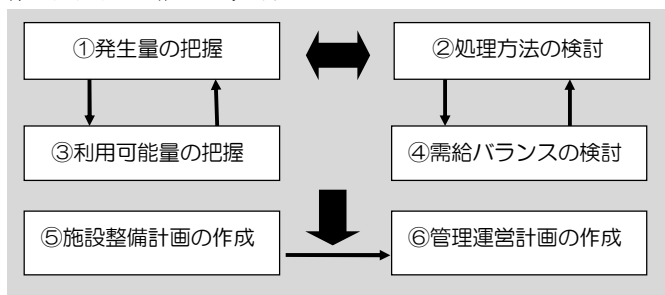 ①発生量の把握
②処理方法の検討
③利用可能量の把握
④需給バランスの検討
⑤施設整備計画の作成
⑥管理運営計画の作成